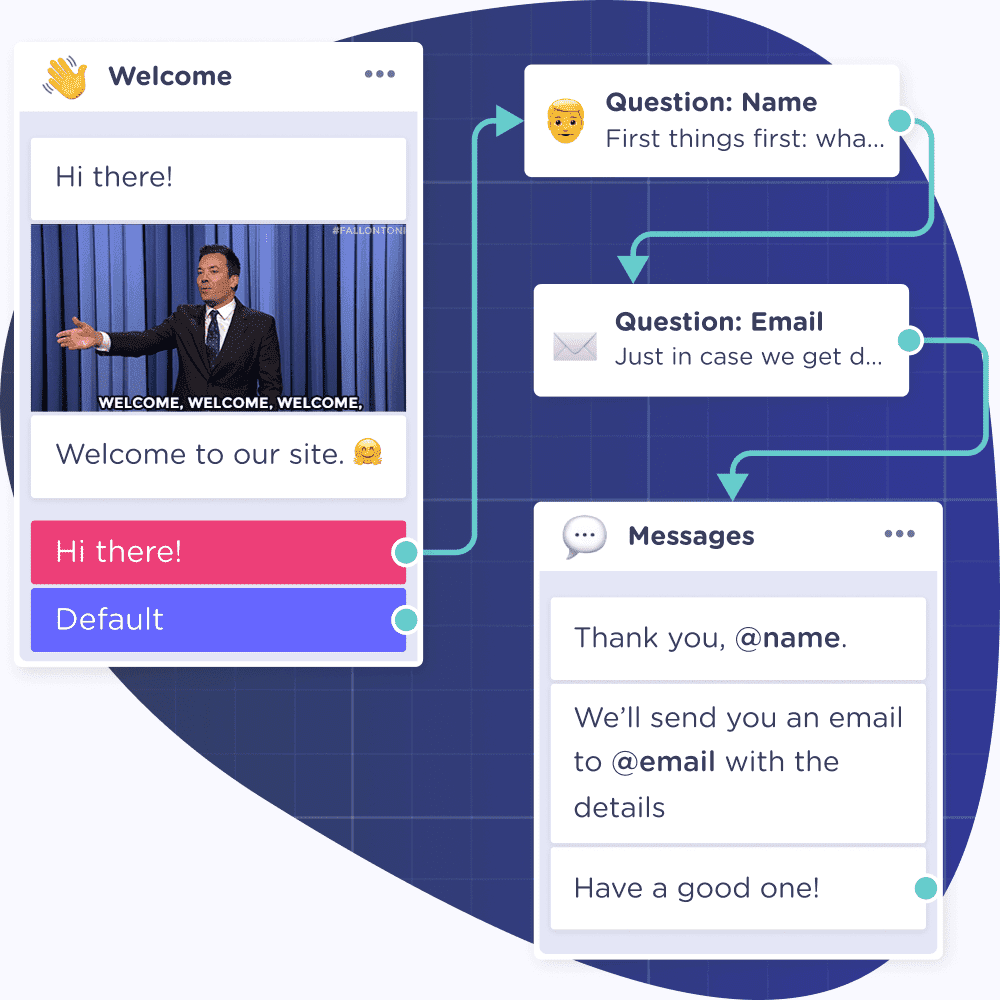 Welcome
Hi there!
#FALLONTONI
WELCOME, WELCOME, WELCOME,
Welcome to our site.
Hi there!
Default
Question: Name
First things first: wha...
Question: Email
Just in case we get d...
Messages
Thank you, @name.
We’ll send you an email
to @email with the
details
Have a good one!